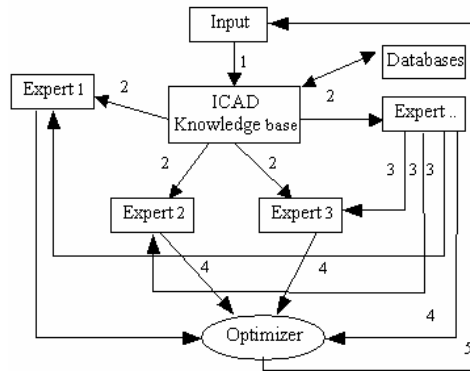 Input
1
Databases
Expert 1
2
ICAD
Knowledge base
2
Expert ..
2
2
3
3
3
Expert 2
Expert 3
4
4
4
Optimizer
5